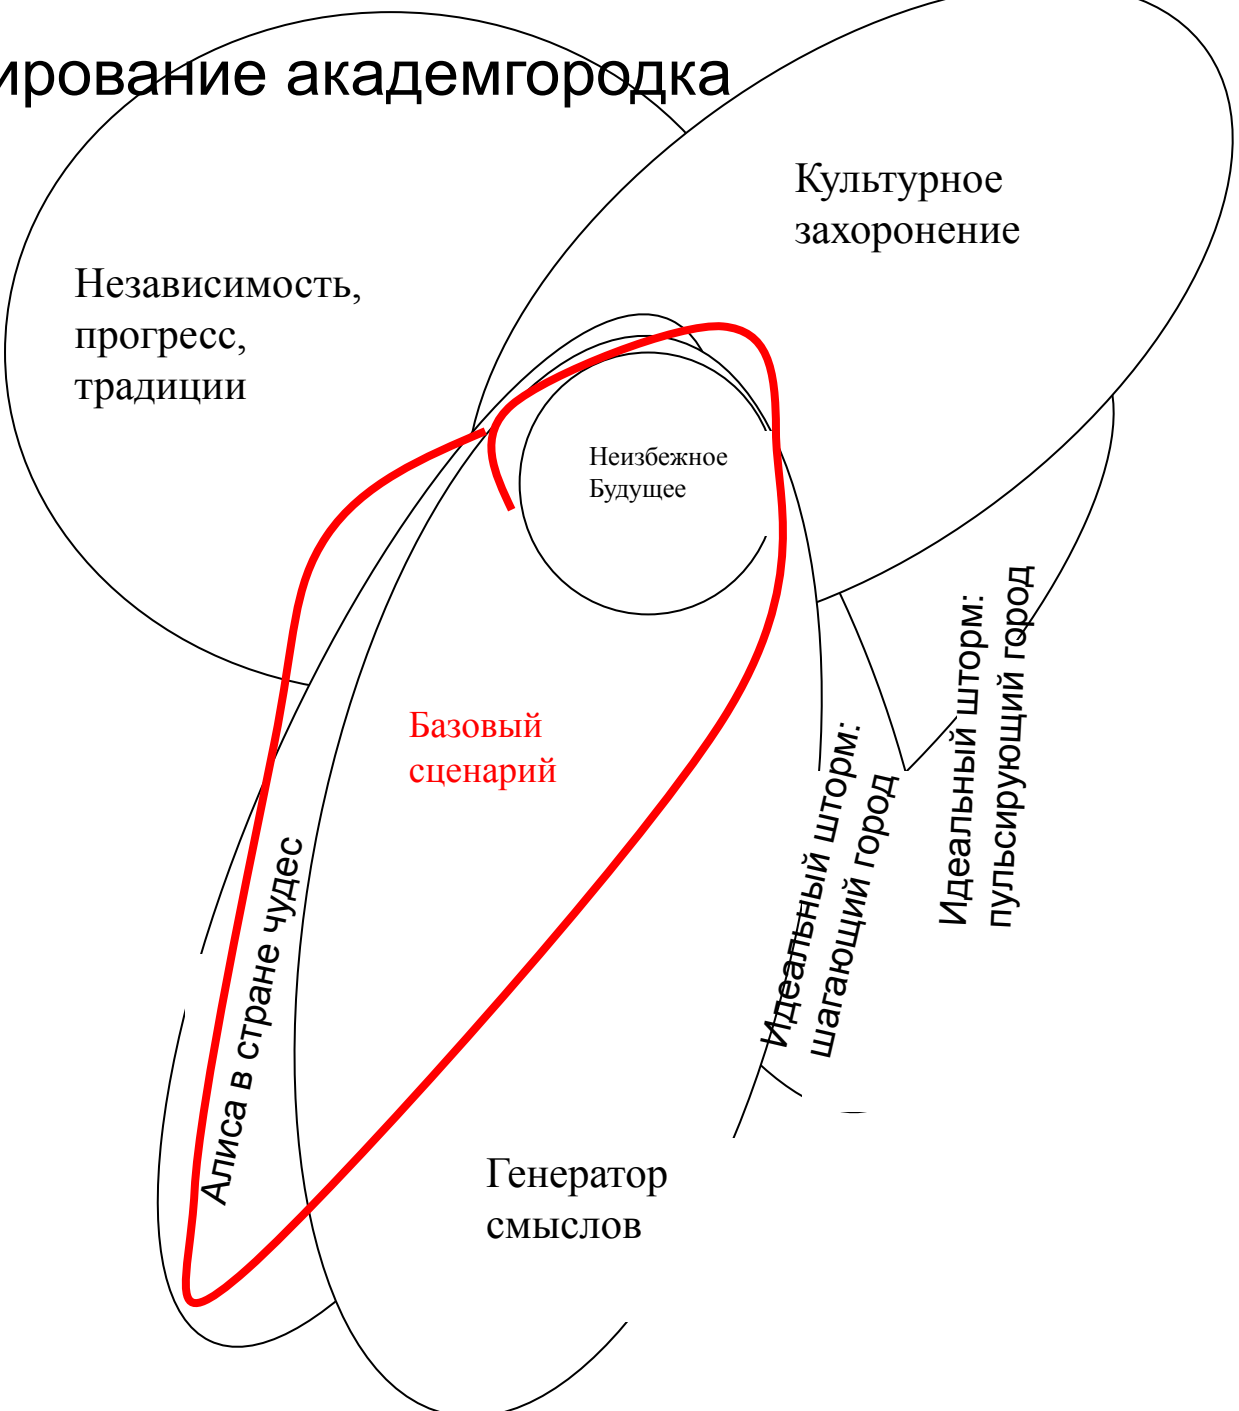 ирование академгородка
Культурное
захоронение
Независимость,
прогресс,
традиции
Неизбежное
Будущее
Идеальный шторм:
пульсирующий город
Базовый
сценарий
Идеальный шторм:
шагающий город
Алиса в стране чудес
Генератор
смыслов